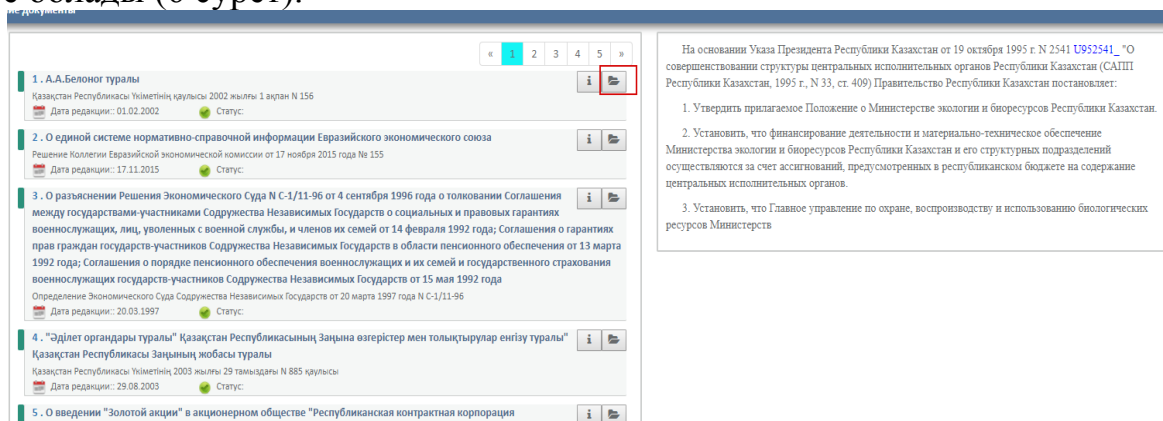 е облады (6 сурет).
ие документы
« 1 2 3 4 5 »
1 . А.А.Белоног туралы
Қазақстан Республикасы Үкіметінің қаулысы 2002 жылғы 1 ақпан N 156
Дата редакции:: 01.02.2002 Статус:
2 . О единой системе нормативно-справочной информации Евразийского экономического союза
Решение Коллегии Евразийской экономической комиссии от 17 ноября 2015 года № 155
Дата редакции:: 17.11.2015 Статус:
3 . О разъяснении Решения Экономического Суда N С-1/11-96 от 4 сентября 1996 года о толковании Соглашения
между государствами-участниками Содружества Независимых Государств о социальных и правовых гарантиях
военнослужащих, лиц, уволенных с военной службы, и членов их семей от 14 февраля 1992 года; Соглашения о гарантиях
прав граждан государств-участников Содружества Независимых Государств в области пенсионного обеспечения от 13 марта
1992 года; Соглашения о порядке пенсионного обеспечения военнослужащих и их семей и государственного страхования
военнослужащих государств-участников Содружества Независимых Государств от 15 мая 1992 года
Определение Экономического Суда Содружества Независимых Государств от 20 марта 1997 года N С-1/11-96
Дата редакции:: 20.03.1997 Статус:
4 . "Әділет органдары туралы" Қазақстан Республикасының Заңына өзгерістер мен толықтырулар енгізу туралы"
Қазақстан Республикасы Заңының жобасы туралы
Қазақстан Республикасы Үкіметінің 2003 жылғы 29 тамыздағы N 885 қаулысы
Дата редакции:: 29.08.2003 Статус:
5 . О введении "Золотой акции" в акционерном обществе "Республиканская контрактная корпорация
На основании Указа Президента Республики Казахстан от 19 октября 1995 г. N 2541 U952541_ "О
совершенствовании структуры центральных исполнительных органов Республики Казахстан (САПП
Республики Казахстан, 1995 г., N 33, ст. 409) Правительство Республики Казахстан постановляет:
1. Утвердить прилагаемое Положение о Министерстве экологии и биоресурсов Республики Казахстан.
2. Установить, что финансирование деятельности и материально-техническое обеспечение
Министерства экологии и биоресурсов Республики Казахстан и его структурных подразделений
осуществляются за счет ассигнований, предусмотренных в республиканском бюджете на содержание
центральных исполнительных органов.
3. Установить, что Главное управление по охране, воспроизводству и использованию биологических
ресурсов Министерств